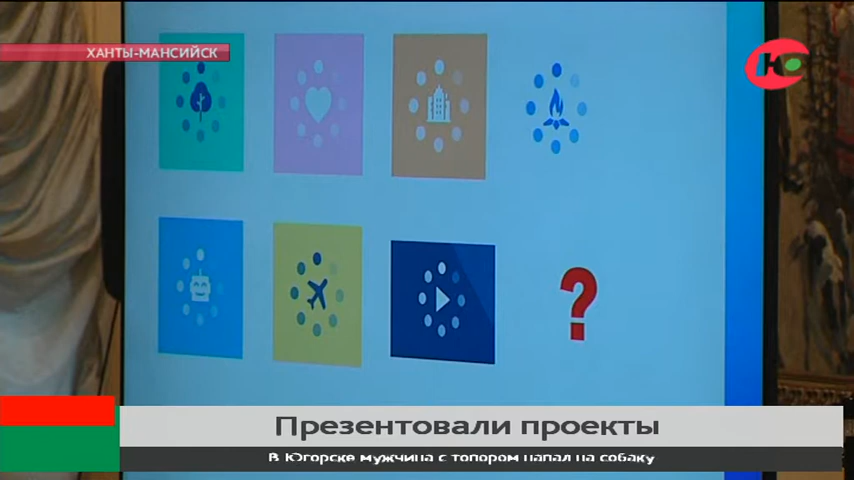 ХАНТЫ-МАНСИЙСК
Ю
?
Презентовали проекты
В Югорске мужчина с топором напал на собаку